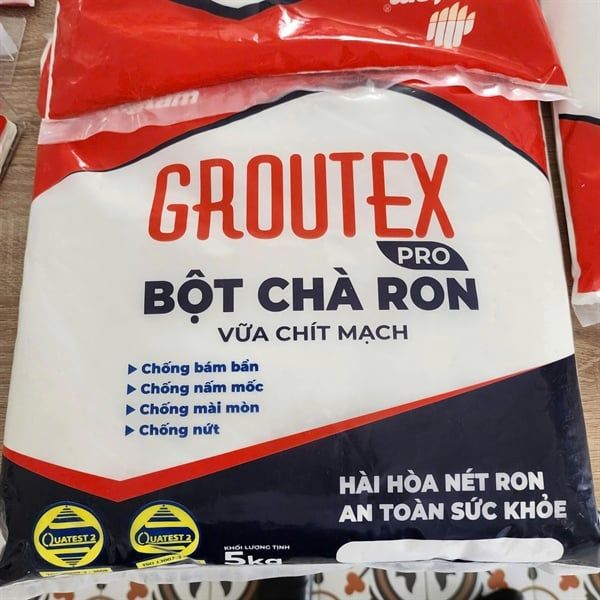 GROUTEX
PRO
BỘT CHÀ RON
VỮA CHÍT MẠCH
Chống bám bẩn
Chống nấm mốc
Chống mài mòn
Chống nứt
HÀI HÒA NÉT RON
AN TOÀN SỨC KHỎE
QUATEST 2
QUATEST 2
KHỐI LƯỢNG TỊNH
5kg